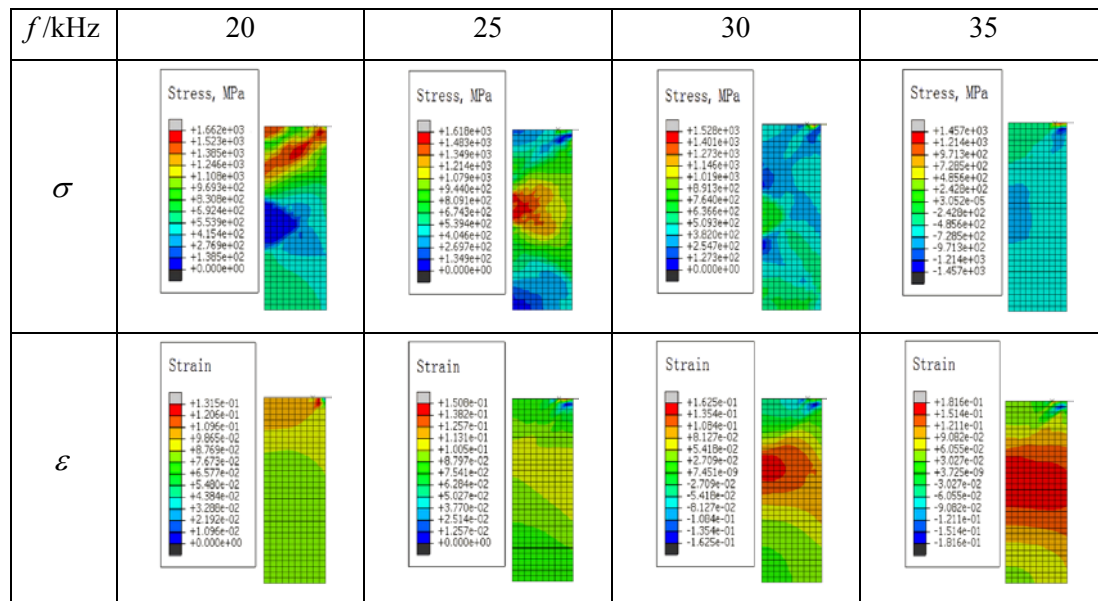 f/kHz 20 25 30 35
σ
Stress, MPa
+1.662e+03
+1.523e+03
+1.385e+03
+1.246e+03
+1.108e+03
+9.693e+02
+8.308e+02
+6.924e+02
+5.539e+02
+4.154e+02
+2.769e+02
+1.385e+02
+0.000e+00
Stress, MPa
+1.618e+03
+1.483e+03
+1.349e+03
+1.214e+03
+1.079e+03
+9.440e+02
+8.091e+02
+6.743e+02
+5.394e+02
+4.046e+02
+2.697e+02
+1.349e+02
+0.000e+00
Stress, MPa
+1.528e+03
+1.401e+03
+1.273e+03
+1.146e+03
+1.019e+03
+8.913e+02
+7.640e+02
+6.366e+02
+5.093e+02
+3.820e+02
+2.547e+02
+1.273e+02
+0.000e+00
Stress, MPa
+1.457e+03
+1.214e+03
+9.713e+02
+7.285e+02
+4.856e+02
+2.428e+02
+3.052e-05
-2.428e+02
-4.856e+02
-7.285e+02
-9.713e+02
-1.214e+03
-1.457e+03
ε
Strain
+1.315e-01
+1.206e-01
+1.096e-01
+9.865e-02
+8.769e-02
+7.673e-02
+6.577e-02
+5.480e-02
+4.384e-02
+3.288e-02
+2.192e-02
+1.096e-02
+0.000e+00
Strain
+1.508e-01
+1.382e-01
+1.257e-01
+1.131e-01
+1.005e-01
+8.797e-02
+7.541e-02
+6.284e-02
+5.027e-02
+3.770e-02
+2.514e-02
+1.257e-02
+0.000e+00
Strain
+1.625e-01
+1.354e-01
+1.084e-01
+8.127e-02
+5.418e-02
+2.709e-02
+7.451e-09
-2.709e-02
-5.418e-02
-8.127e-02
-1.084e-01
-1.354e-01
-1.625e-01
Strain
+1.816e-01
+1.514e-01
+1.211e-01
+9.082e-02
+6.055e-02
+3.027e-02
+3.725e-09
-3.027e-02
-6.055e-02
-9.082e-02
-1.211e-01
-1.514e-01
-1.816e-01